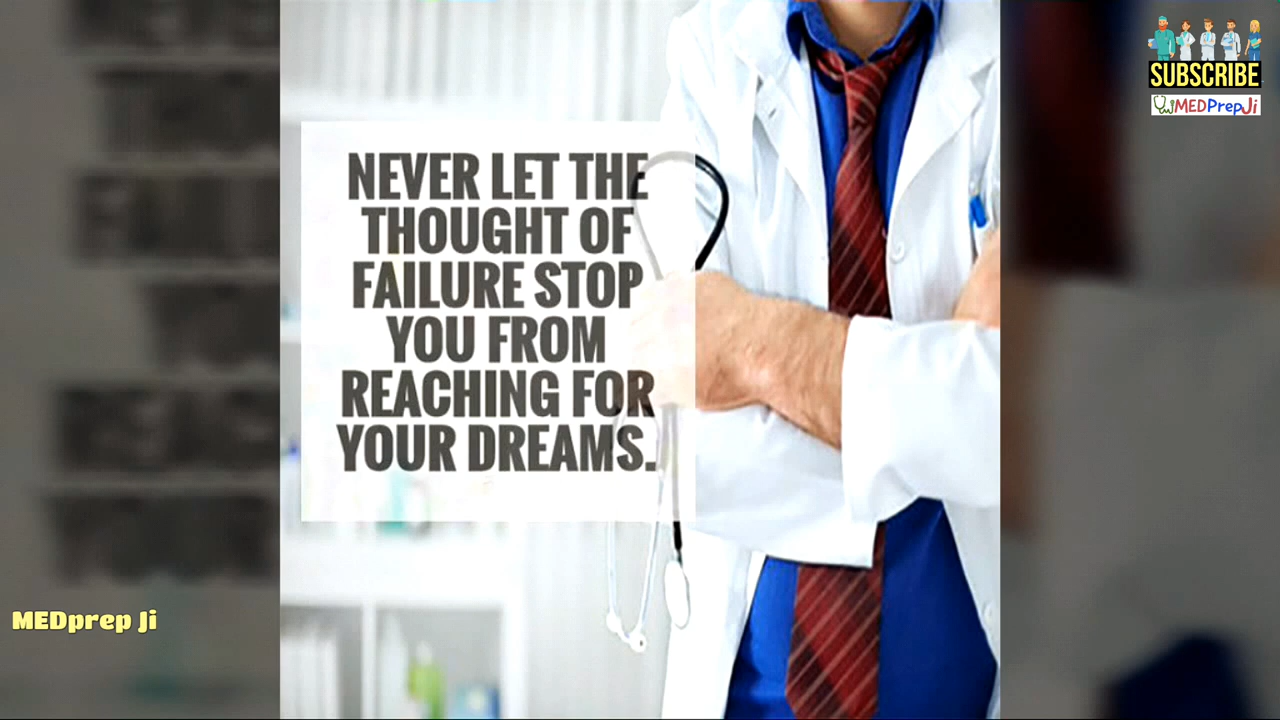 SUBSCRIBE
MEDPrepJi
NEVER LET THE
THOUGHT OF
FAILURE STOP
YOU FROM
REACHING FOR
YOUR DREAMS.
MEDprep Ji